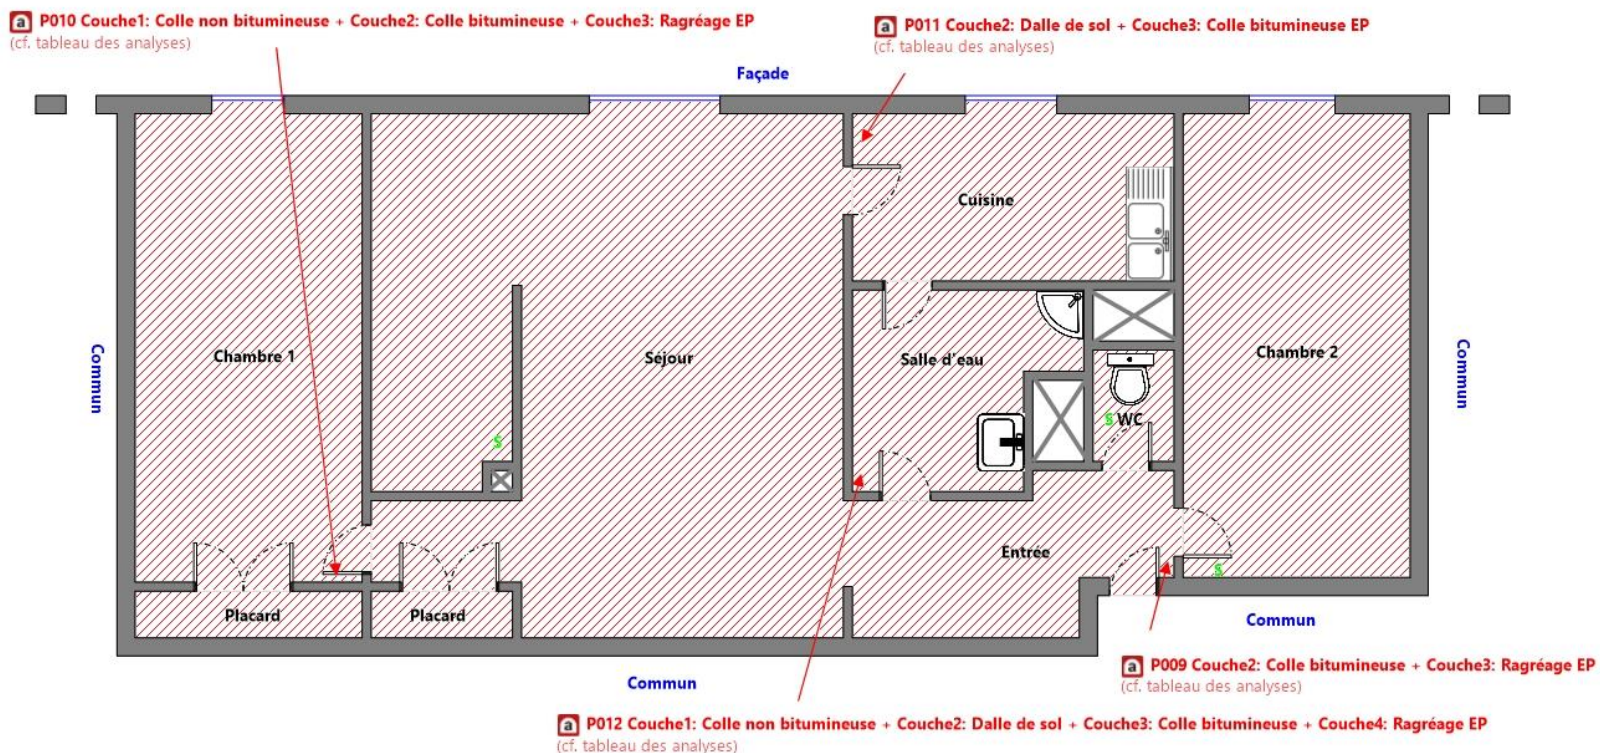 a P010 Couche1: Colle non bitumineuse + Couche2: Colle bitumineuse + Couche3: Ragréage EP
(cf. tableau des analyses)
a P011 Couche2: Dalle de sol + Couche3: Colle bitumineuse EP
(cf. tableau des analyses)
Façade
Cuisine
Commun
Chambre 1
Séjour
Salle d'eau
Chambre 2
Commun
S
S WC
Entrée
S
Placard
Placard
Commun
Commun
a P009 Couche2: Colle bitumineuse + Couche3: Ragréage EP
(cf. tableau des analyses)
a P012 Couche1: Colle non bitumineuse + Couche2: Dalle de sol + Couche3: Colle bitumineuse + Couche4: Ragréage EP
(cf. tableau des analyses)